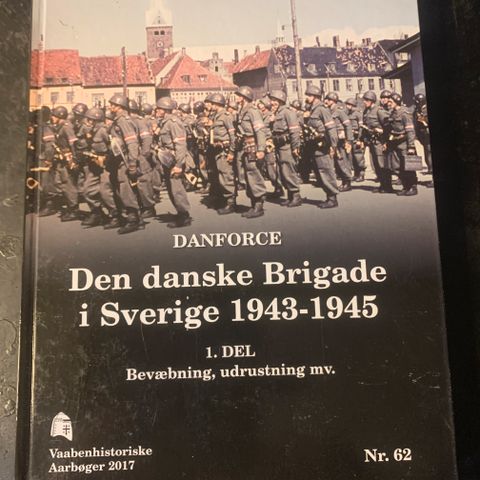 DANFORCE
Den danske Brigade
i Sverige 1943-1945
1. DEL
Bevæbning, udrustning mv.
Vaabenhistoriske
Aarbøger 2017
Nr. 62